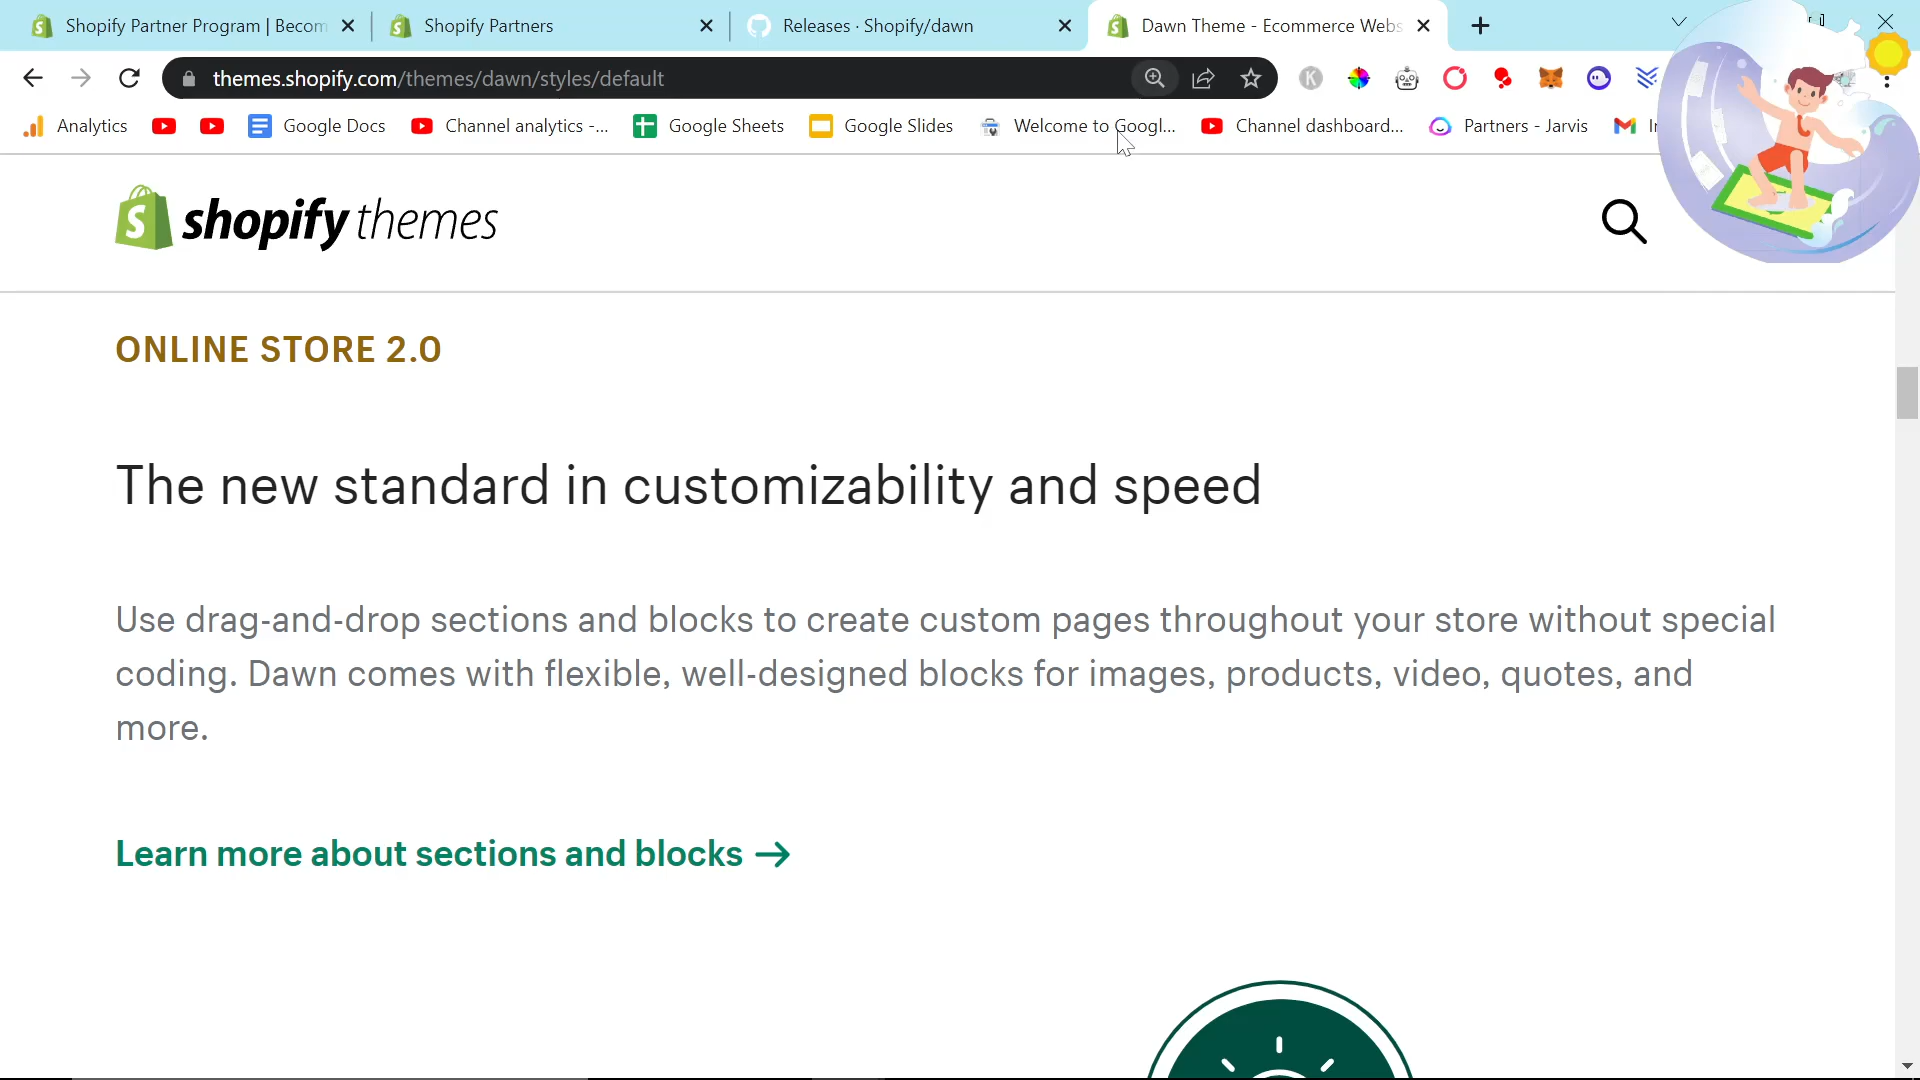 Shopify Partner Program | Becom
Shopify Partners
Releases · Shopify/dawn
Dawn Theme - Ecommerce Webs
themes.shopify.com/themes/dawn/styles/default
Analytics
Google Docs
Channel analytics -...
Google Sheets
Google Slides
Welcome to Googl...
Channel dashboard...
Partners - Jarvis
shopify themes
ONLINE STORE 2.0
The new standard in customizability and speed
Use drag-and-drop sections and blocks to create custom pages throughout your store without special
coding. Dawn comes with flexible, well-designed blocks for images, products, video, quotes, and
more.
Learn more about sections and blocks →